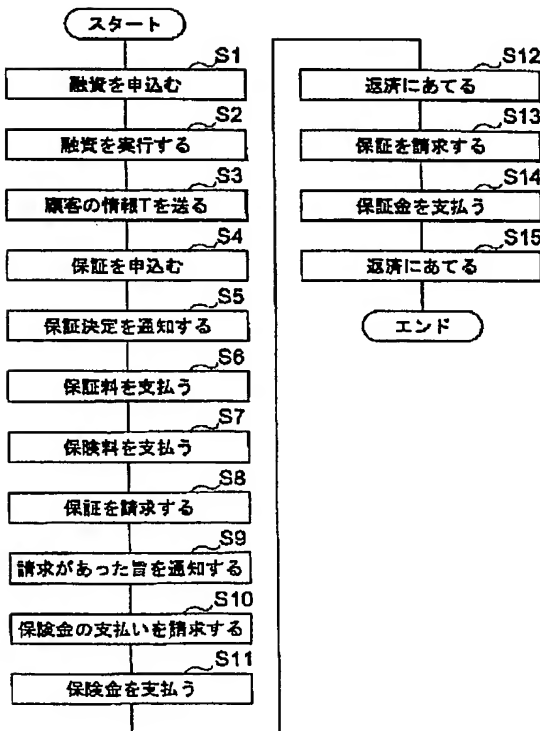 スタート
S1
融資を申込む
S2
融資を実行する
S3
顧客の情報Tを送る
S4
保証を申込む
S5
保証決定を通知する
S6
保証料を支払う
S7
保険料を支払う
S8
保証を請求する
S9
請求があった旨を通知する
S10
保険金の支払いを請求する
S11
保険金を支払う
S12
返済にあてる
S13
保証を請求する
S14
保証金を支払う
S15
返済にあてる
エンド